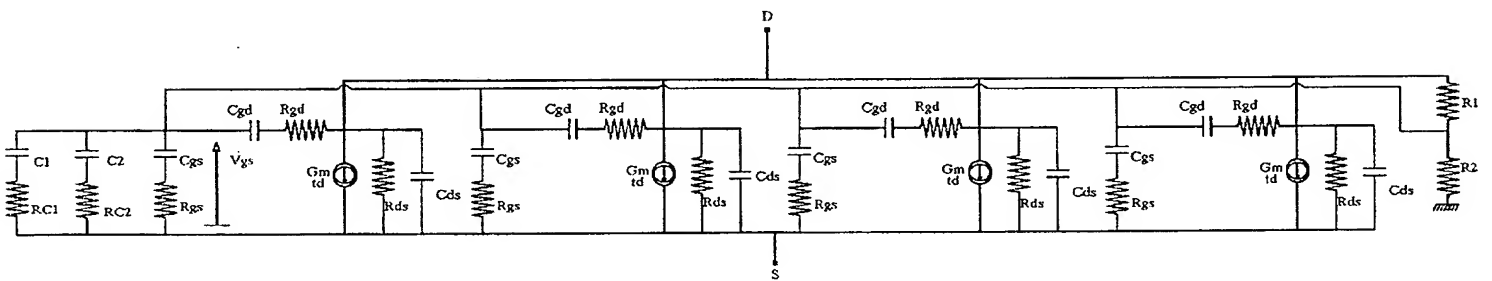 D
Cgd Rgd Cgd Rgd Cgd Rgd Cgd Rgd R1
C1 C2 Cgs Vgs Gm td Cds Rds
Cgs Gm td Cds Rds
Cgs Gm td Cds Rds
Cgs Gm td Cds Rds R2
RC1 RC2 Rgs Rgs Rgs Rgs
S